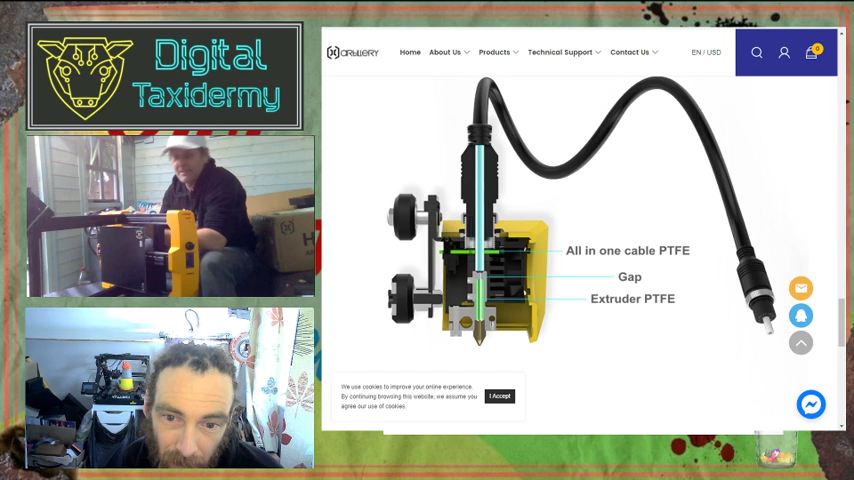 Digital
Taxidermy
ARTILLERY
Home
About Us
Products
Technical Support
Contact Us
EN / USD
0
All in one cable PTFE
Gap
Extruder PTFE
We use cookies to improve your online experience.
By continuing browsing this website, we assume you
agree our use of cookies.
I Accept